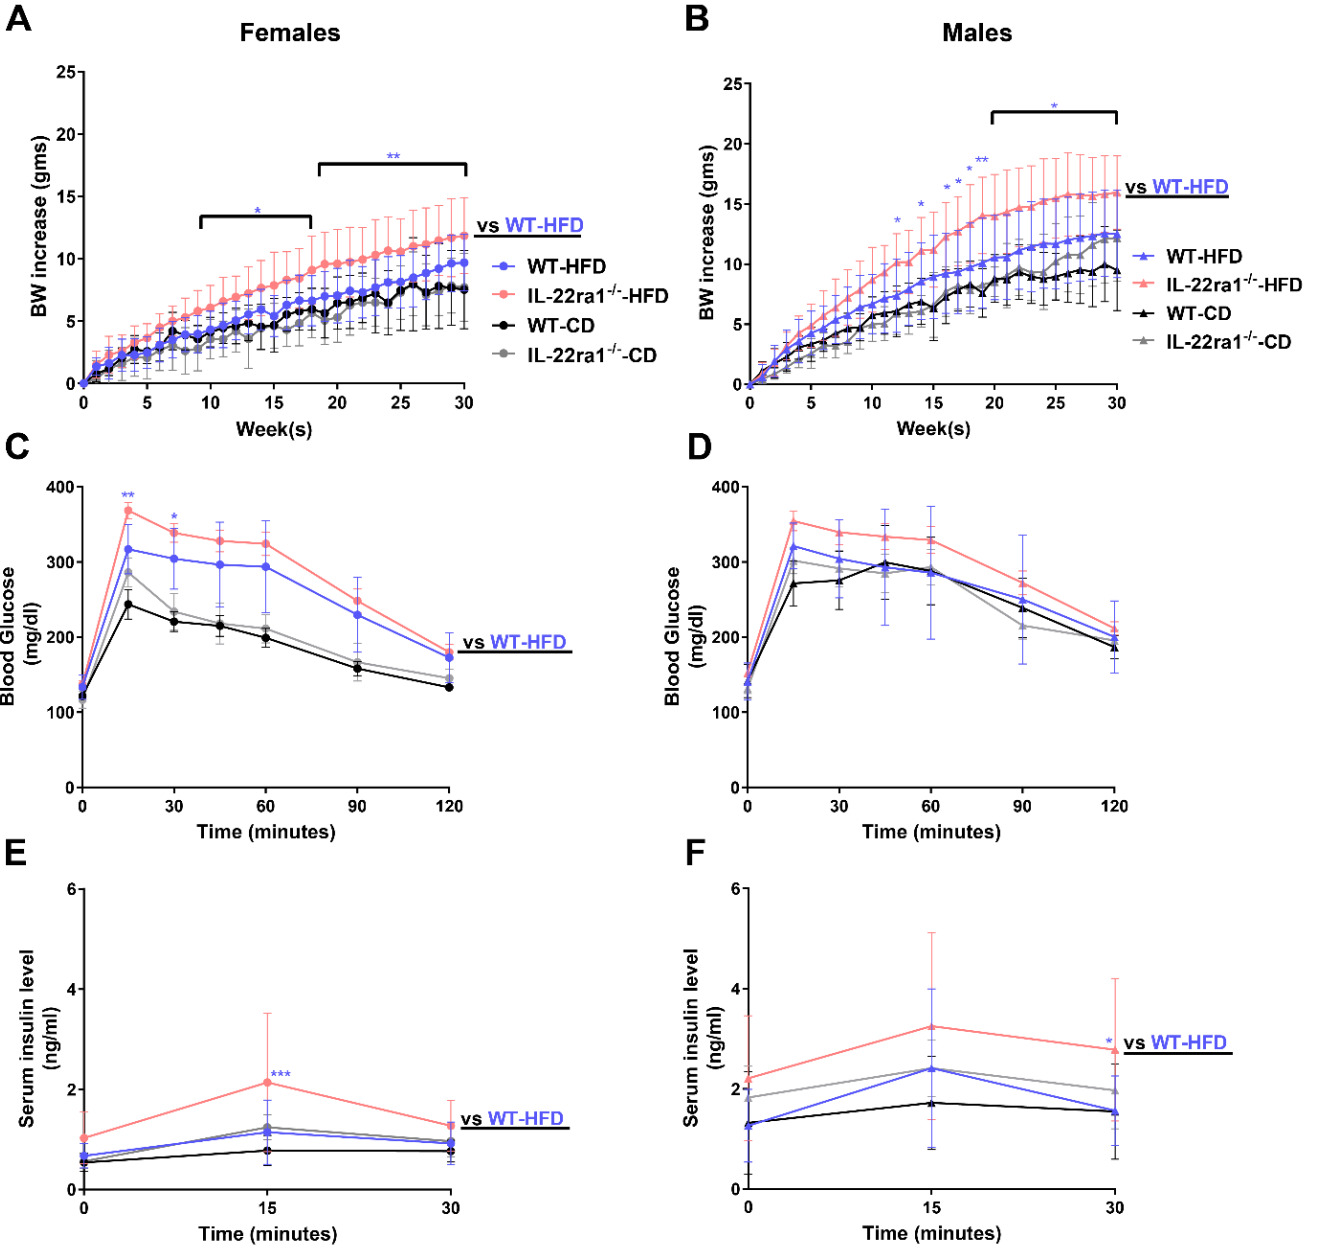 A
Females
BW increase (gms)
25
20
15
10
5
0
**
*
vs WT-HFD
WT-HFD
IL-22ra1-/--HFD
WT-CD
IL-22ra1-/--CD
0 5 10 15 20 25 30
Week(s)
B
Males
BW increase (gms)
25
20
15
10
5
0
*
* * * * * **
vs WT-HFD
WT-HFD
IL-22ra1-/--HFD
WT-CD
IL-22ra1-/--CD
0 5 10 15 20 25 30
Week(s)
C
Blood Glucose
(mg/dl)
400
300
200
100
0
**
*
vs WT-HFD
0 30 60 90 120
Time (minutes)
D
Blood Glucose
(mg/dl)
400
300
200
100
0
0 30 60 90 120
Time (minutes)
E
Serum insulin level
(ng/ml)
6
4
2
0
***
vs WT-HFD
0 15 30
Time (minutes)
F
Serum insulin level
(ng/ml)
6
4
2
0
*
vs WT-HFD
0 15 30
Time (minutes)